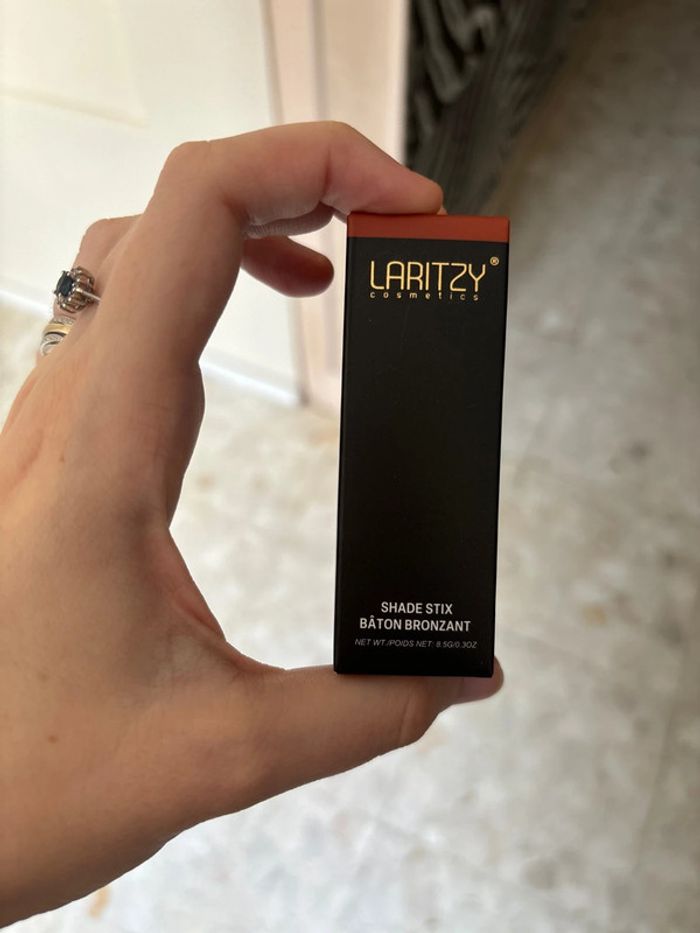 LARITZY®
cosmetics
SHADE STIX
BÂTON BRONZANT
NET WT./POIDS NET: 8.5G/0.3OZ